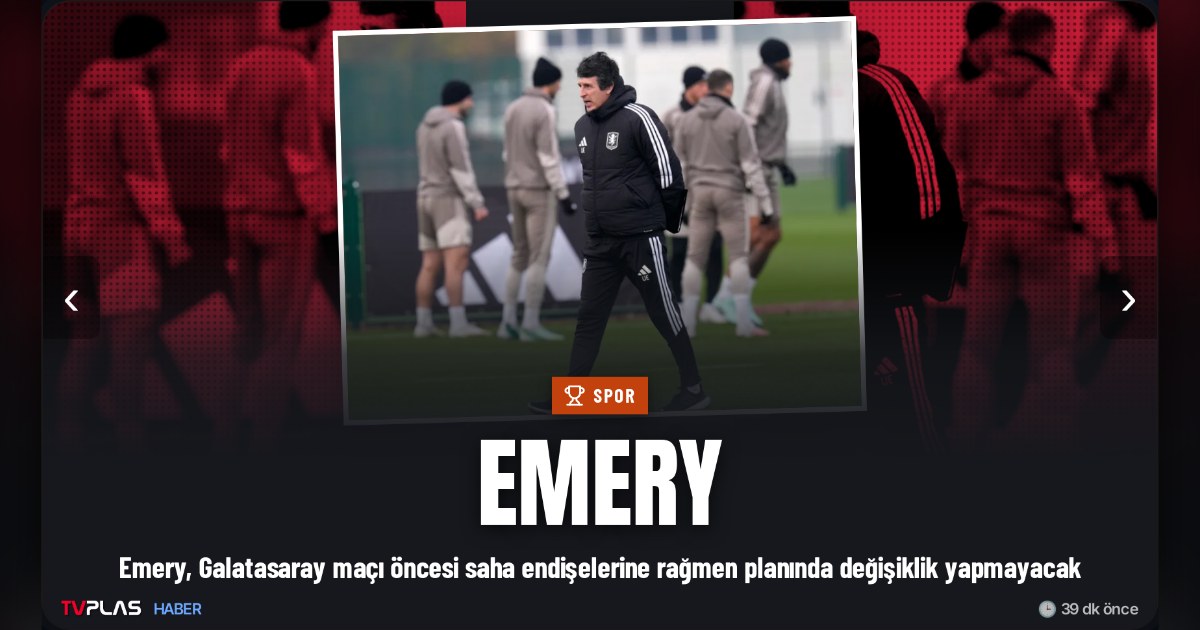 SPOR
EMERY
Emery, Galatasaray maçı öncesi saha endişelerine rağmen planında değişiklik yapmayacak
TVPLAS HABER
39 dk önce